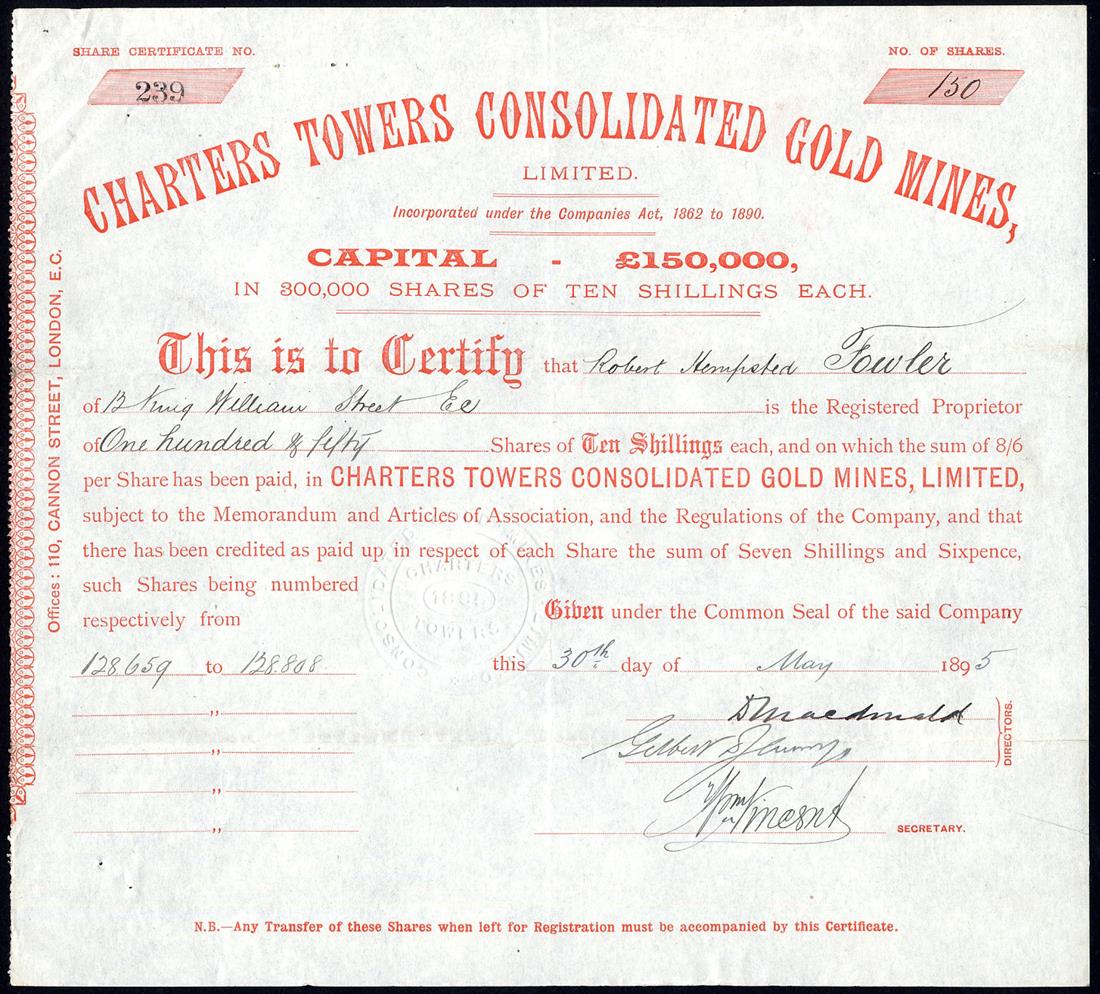 SHARE CERTIFICATE NO.
239
NO. OF SHARES.
150
CHARTERS TOWERS CONSOLIDATED GOLD MINES,
LIMITED.
Incorporated under the Companies Act, 1862 to 1890.
CAPITAL - £150,000,
IN 300,000 SHARES OF TEN SHILLINGS EACH.
This is to Certify that Robert Hempsted Fowler
of 13 King William Street Ec is the Registered Proprietor
of One hundred & fifty Shares of Ten Shillings each, and on which the sum of 8/6
per Share has been paid, in CHARTERS TOWERS CONSOLIDATED GOLD MINES, LIMITED,
subject to the Memorandum and Articles of Association, and the Regulations of the Company, and that
there has been credited as paid up in respect of each Share the sum of Seven Shillings and Sixpence,
such Shares being numbered
respectively from
Given under the Common Seal of the said Company
128.659 to 128.808.
this 30th day of May 1895
„
„
„
„
D Macdonald
Gilbert
DIRECTORS.
Wm Vincent
SECRETARY.
CHARTERS
1895
TOWERS
Offices: 110, CANNON STREET, LONDON, E.C.
N.B.—Any Transfer of these Shares when left for Registration must be accompanied by this Certificate.